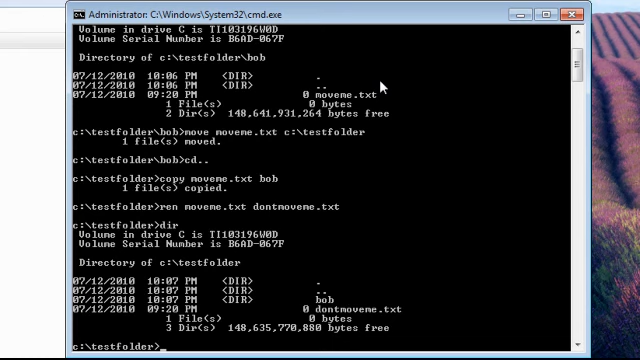 Administrator: C:\Windows\System32\cmd.exe
Volume in drive C is TI103196W0D
Volume Serial Number is B6AD-067F
Directory of c:\testfolder\bob
07/12/2010 10:06 PM <DIR> .
07/12/2010 10:06 PM <DIR> ..
07/12/2010 09:20 PM 0 moveme.txt
1 File(s) 0 bytes
2 Dir(s) 148,641,931,264 bytes free
c:\testfolder\bob>move moveme.txt c:\testfolder
1 file(s) moved.
c:\testfolder\bob>cd..
c:\testfolder>copy moveme.txt bob
1 file(s) copied.
c:\testfolder>ren moveme.txt dontmoveme.txt
c:\testfolder>dir
Volume in drive C is TI103196W0D
Volume Serial Number is B6AD-067F
Directory of c:\testfolder
07/12/2010 10:07 PM <DIR> .
07/12/2010 10:07 PM <DIR> ..
07/12/2010 10:07 PM <DIR> bob
07/12/2010 09:20 PM 0 dontmoveme.txt
1 File(s) 0 bytes
3 Dir(s) 148,635,770,880 bytes free
c:\testfolder>_